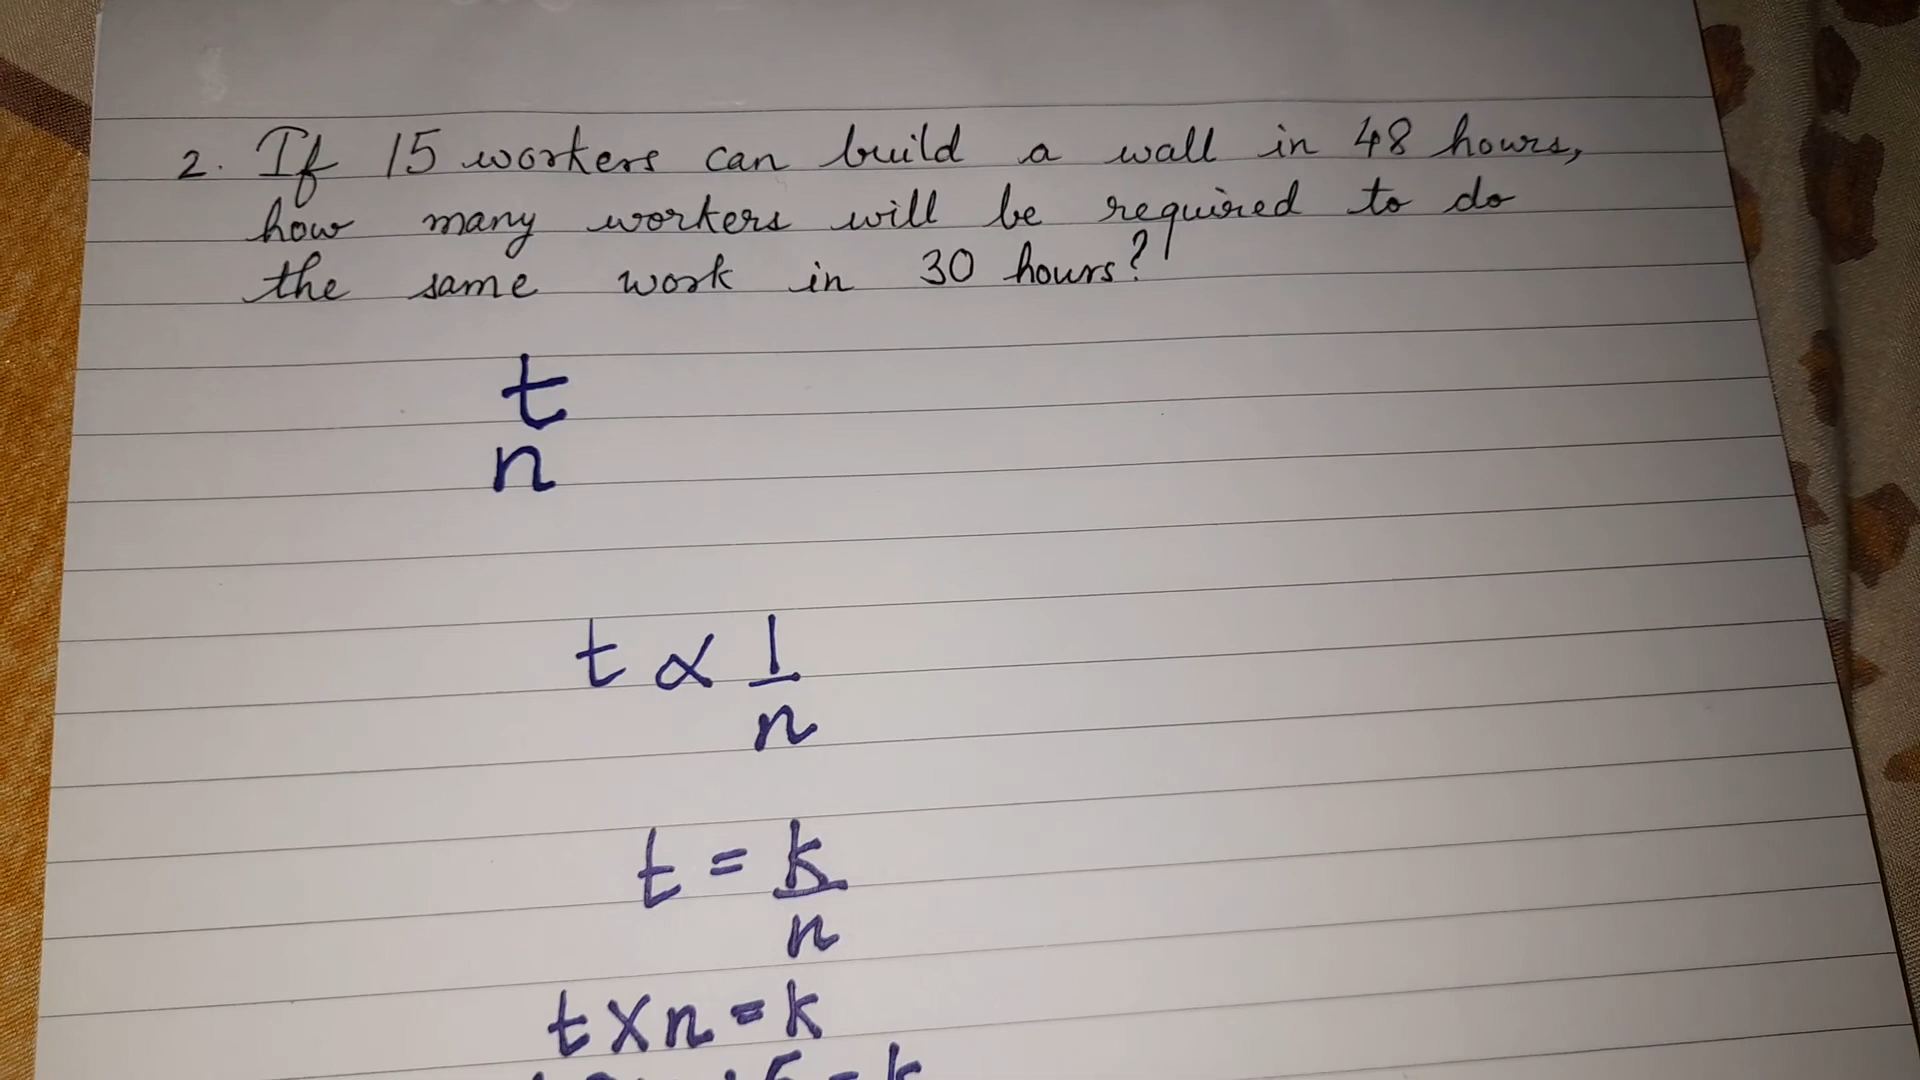 2. If 15 workers can build a wall in 48 hours,
how many workers will be required to do
the same work in 30 hours?
t
n
t ∝ 1
n
t = k
n
t × n = k
= k